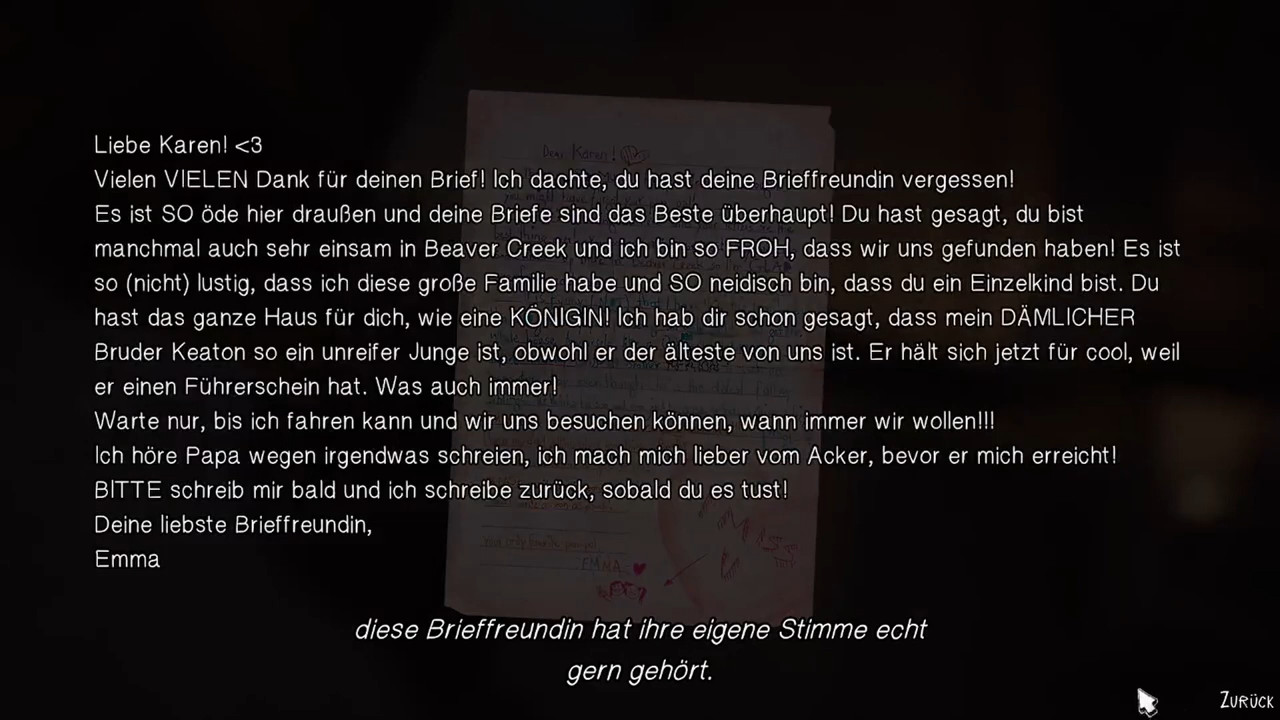 Liebe Karen! <3
Vielen VIELEN Dank für deinen Brief! Ich dachte, du hast deine Brieffreundin vergessen!
Es ist SO öde hier draußen und deine Briefe sind das Beste überhaupt! Du hast gesagt, du bist
manchmal auch sehr einsam in Beaver Creek und ich bin so FROH, dass wir uns gefunden haben! Es ist
so (nicht) lustig, dass ich diese große Familie habe und SO neidisch bin, dass du ein Einzelkind bist. Du
hast das ganze Haus für dich, wie eine KÖNIGIN! Ich hab dir schon gesagt, dass mein DÄMLICHER
Bruder Keaton so ein unreifer Junge ist, obwohl er der älteste von uns ist. Er hält sich jetzt für cool, weil
er einen Führerschein hat. Was auch immer!
Warte nur, bis ich fahren kann und wir uns besuchen können, wann immer wir wollen!!!
Ich höre Papa wegen irgendwas schreien, ich mach mich lieber vom Acker, bevor er mich erreicht!
BITTE schreib mir bald und ich schreibe zurück, sobald du es tust!
Deine liebste Brieffreundin,
Emma
Dear Karen!
EMMA
diese Brieffreundin hat ihre eigene Stimme echt
gern gehört.
ZURÜCK